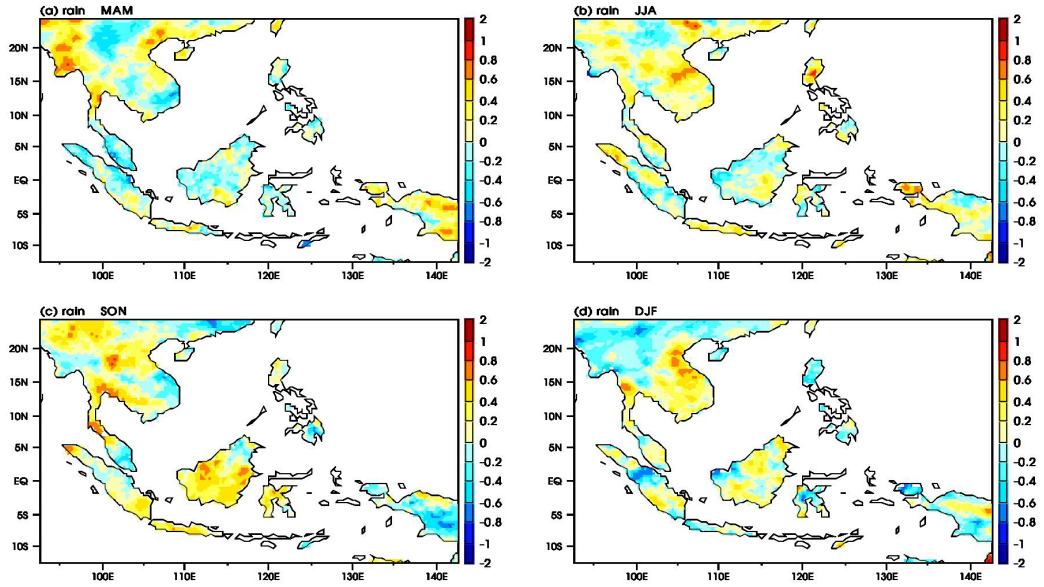 (a) rain MAM
20N
15N
10N
5N
EQ
5S
10S
100E 110E 120E 130E 140E
2
1
0.8
0.6
0.4
0.2
0
-0.2
-0.4
-0.6
-0.8
-1
-2
(b) rain JJA
20N
15N
10N
5N
EQ
5S
10S
100E 110E 120E 130E 140E
2
1
0.8
0.6
0.4
0.2
0
-0.2
-0.4
-0.6
-0.8
-1
-2
(c) rain SON
20N
15N
10N
5N
EQ
5S
10S
100E 110E 120E 130E 140E
2
1
0.8
0.6
0.4
0.2
0
-0.2
-0.4
-0.6
-0.8
-1
-2
(d) rain DJF
20N
15N
10N
5N
EQ
5S
10S
100E 110E 120E 130E 140E
2
1
0.8
0.6
0.4
0.2
0
-0.2
-0.4
-0.6
-0.8
-1
-2